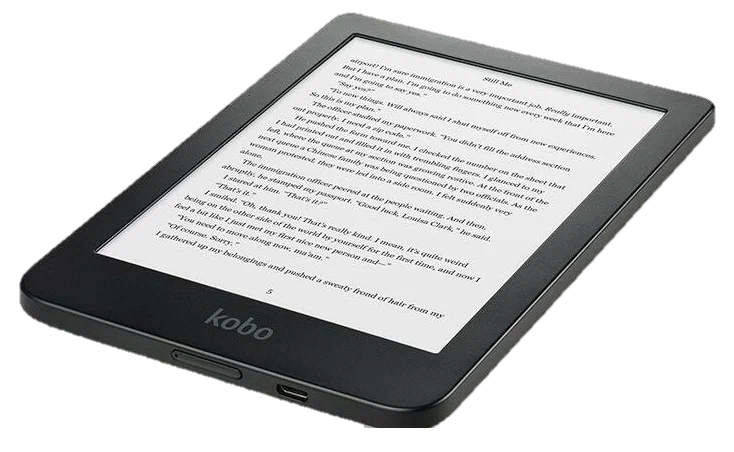 Still Me
airport! I'm sure immigration is a very important job. Really important.
But I have a plan. I'm going to do something new every week that I'm here
and I'm going to say yes."
"Say yes?"
"To new things. Will always said I shut myself off from new experiences.
So this is my plan."
The officer studied my paperwork. "You didn't fill the address section
out properly. I need a zip code."
He pushed the form toward me. I checked the number on the sheet that
I had printed out and filled it in with trembling fingers. I glanced to my
left, where the queue at my section was growing restive. At the front of the
next queue a Chinese family was being questioned by two officials. As the
woman protested, they were led into a side room. I felt suddenly very
alone.
The immigration officer peered at the people waiting. And then,
abruptly, he stamped my passport. "Good luck, Louisa Clark," he said.
I stared at him. "That's it?"
"That's it."
I smiled. "Oh, thank you! That's really kind. I mean, it's quite weird
being on the other side of the world by yourself for the first time, and now I
feel a bit like I just met my first nice new person and—"
"You need to move along now, ma'am."
"Of course. Sorry."
I gathered up my belongings and pushed a sweaty frond of hair from my
5
kobo